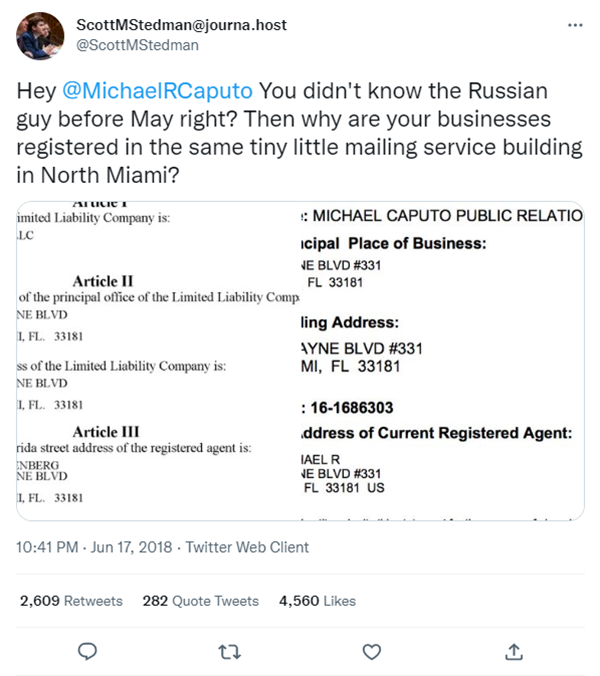 ScottMStedman@journa.host
@ScottMStedman
Hey @MichaelRCaputo You didn't know the Russian
guy before May right? Then why are your businesses
registered in the same tiny little mailing service building
in North Miami?
imited Liability Company is:
LC
Article II
of the principal office of the Limited Liability Comp
NE BLVD
I, FL. 33181
ss of the Limited Liability Company is:
NE BLVD
I, FL. 33181
Article III
rida street address of the registered agent is:
ENBERG
NE BLVD
I, FL. 33181
: MICHAEL CAPUTO PUBLIC RELATIO
cipal Place of Business:
NE BLVD #331
FL 33181
ling Address:
AYNE BLVD #331
MI, FL 33181
: 16-1686303
ddress of Current Registered Agent:
IAEL R
NE BLVD #331
FL 33181 US
10:41 PM · Jun 17, 2018 · Twitter Web Client
2,609 Retweets 282 Quote Tweets 4,560 Likes